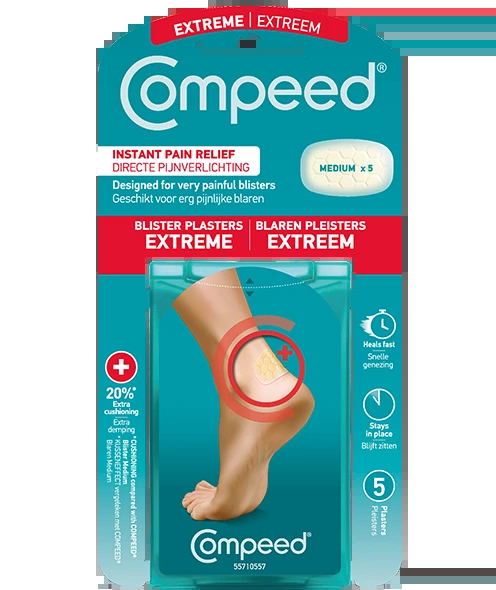 EXTREME | EXTREEM
Compeed®
INSTANT PAIN RELIEF
DIRECTE PIJNVERLICHTING
Designed for very painful blisters
Geschikt voor erg pijnlijke blaren
MEDIUM x 5
BLISTER PLASTERS
EXTREME
BLAREN PLEISTERS
EXTREEM
20%*
Extra
cushioning
Extra
demping
* CUSHIONING compared with COMPEED®
Blister Medium
* KUSSENEFFECT vergeleken met COMPEED®
Blaren Medium
Heals fast
Snelle
genezing
Stays
in place
Blijft zitten
5
Plasters
Pleisters
Compeed®
55710557